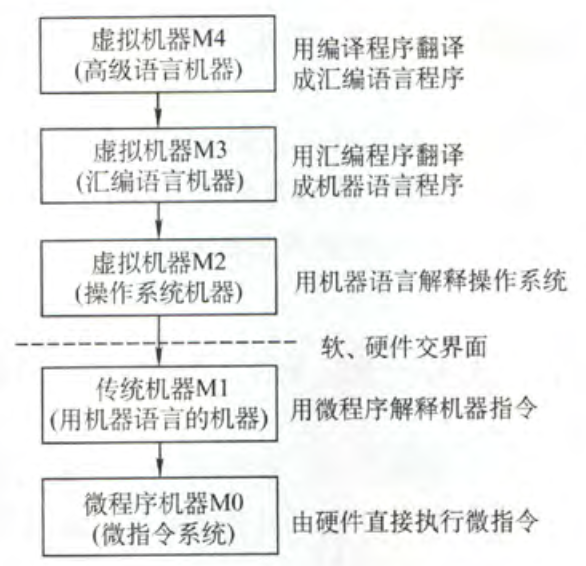 虚拟机器M4
(高级语言机器)
用编译程序翻译
成汇编语言程序
虚拟机器M3
(汇编语言机器)
用汇编程序翻译
成机器语言程序
虚拟机器M2
(操作系统机器)
用机器语言解释操作系统
软、硬件交界面
传统机器M1
(用机器语言的机器)
用微程序解释机器指令
微程序机器M0
(微指令系统)
由硬件直接执行微指令